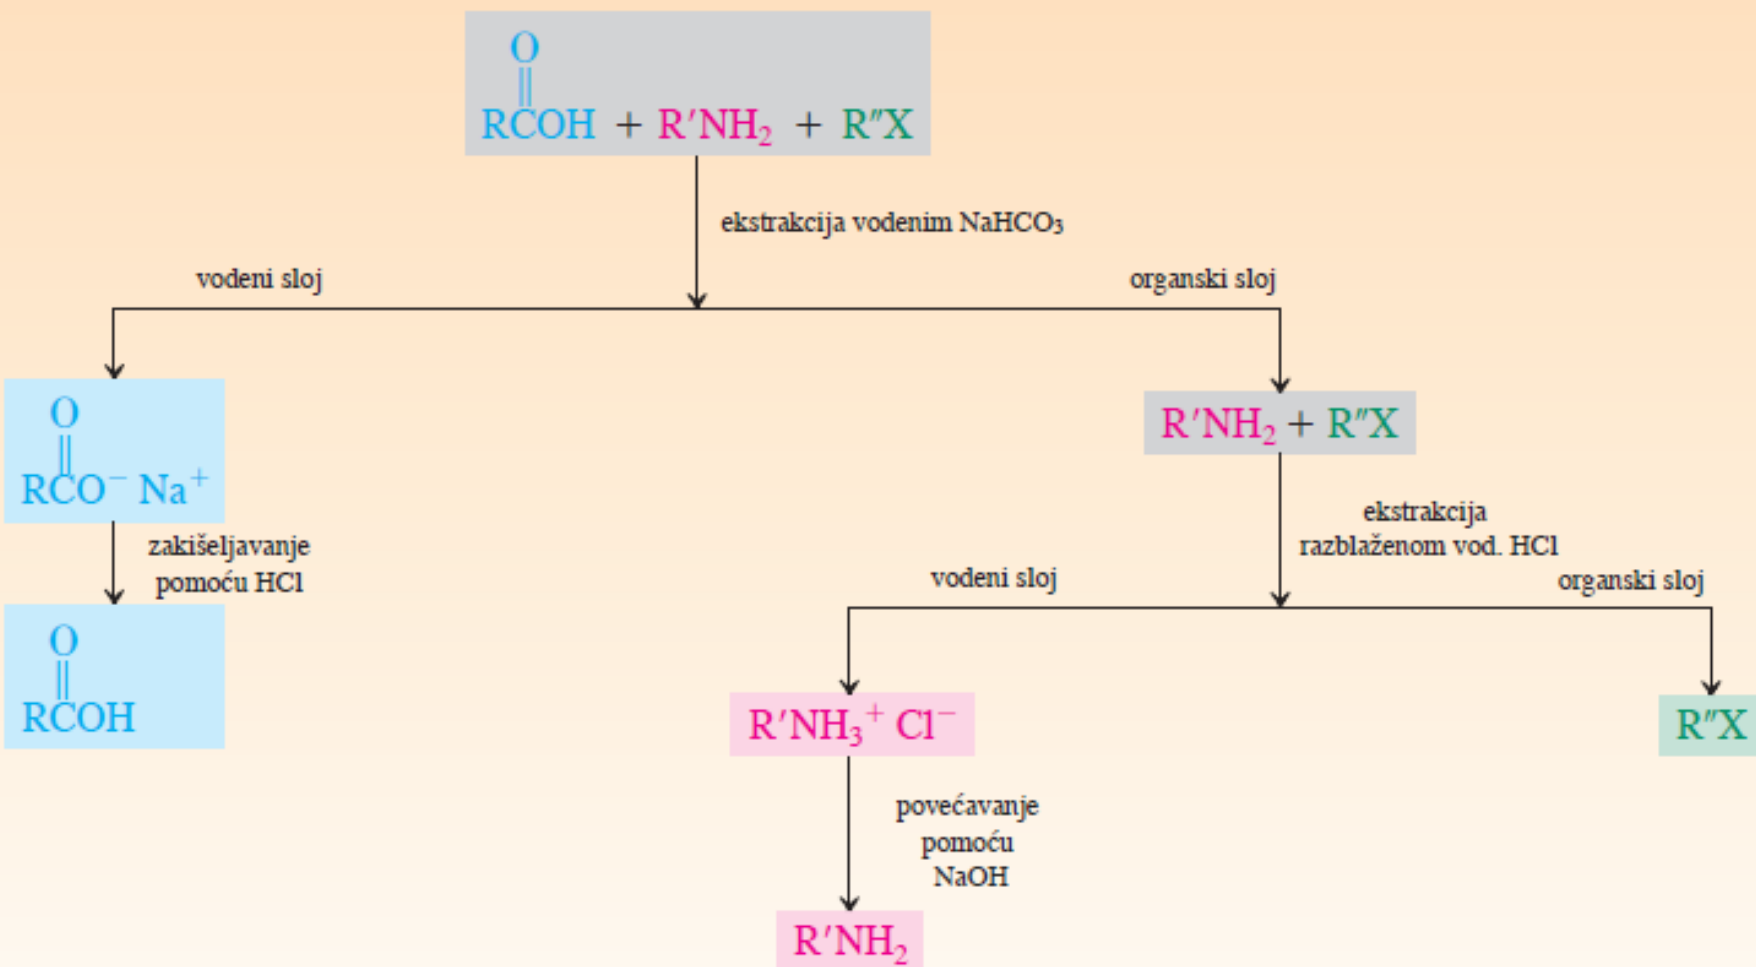 O
RCOH + R′NH₂ + R″X
ekstrakcija vodenim NaHCO₃
vodeni sloj
organski sloj
O
RCO⁻ Na⁺
R′NH₂ + R″X
zakišeljavanje
pomoću HCl
ekstrakcija
razblaženom vod. HCl
vodeni sloj
organski sloj
O
RCOH
R′NH₃⁺ Cl⁻
R″X
povećavanje
pomoću
NaOH
R′NH₂